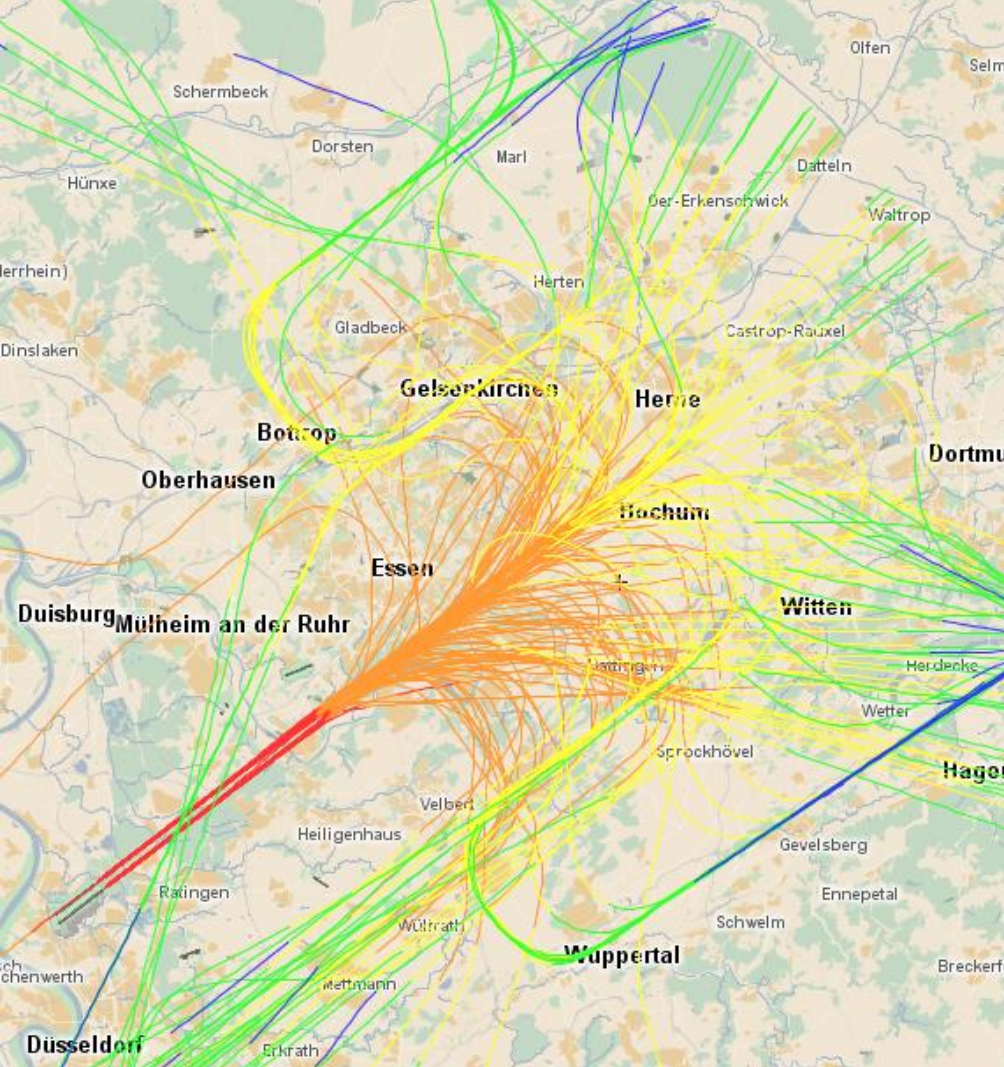 Olfen
Selm
Schermbeck
Dorsten
Marl
Datteln
Hünxe
Oer-Erkenschwick
Waltrop
lerrhein)
Herten
Gladbeck
Castrop-Rauxel
Dinslaken
Gelsenkirchen
Herne
Bottrop
Dortmu
Oberhausen
Bochum
Essen
Witten
Duisburg
Mülheim an der Ruhr
Hattingen
Herdecke
Wetter
Sprockhövel
Hagen
Velbert
Heiligenhaus
Gevelsberg
Ratingen
Ennepetal
Schwelm
Wülfrath
Wuppertal
sch
chenwerth
Breckerf
Mettmann
Düsseldorf
Erkrath